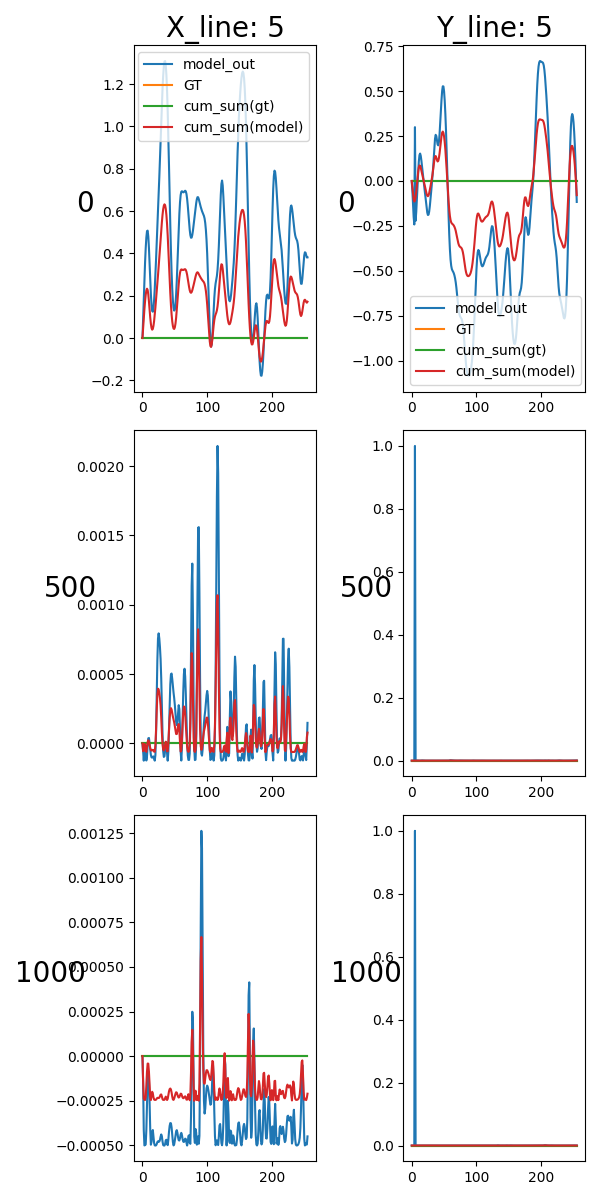 X_line: 5
Y_line: 5
0
1.2
1.0
0.8
0.6
0.4
0.2
0.0
−0.2
0 100 200
model_out
GT
cum_sum(gt)
cum_sum(model)
0
0.75
0.50
0.25
0.00
−0.25
−0.50
−0.75
−1.00
0 100 200
model_out
GT
cum_sum(gt)
cum_sum(model)
500
0.0020
0.0015
0.0010
0.0005
0.0000
0 100 200
500
1.0
0.8
0.6
0.4
0.2
0.0
0 100 200
1000
0.00125
0.00100
0.00075
0.00050
0.00025
0.00000
−0.00025
−0.00050
0 100 200
1000
1.0
0.8
0.6
0.4
0.2
0.0
0 100 200